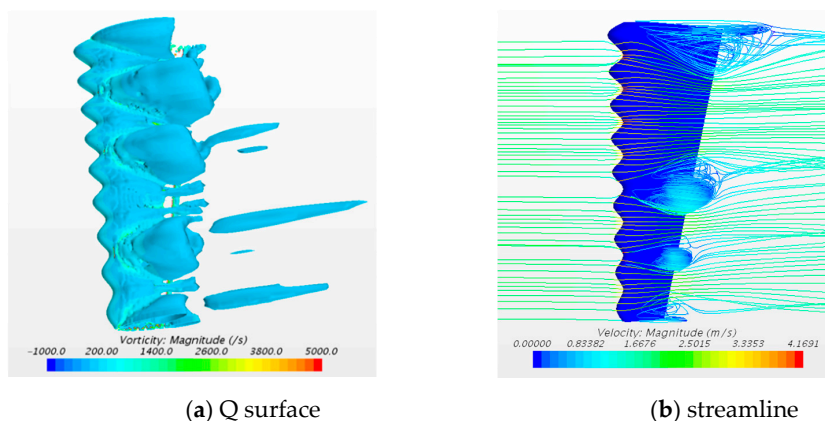 Vorticity: Magnitude (/s)
-1000.0 200.00 1400.0 2600.0 3800.0 5000.0
(a) Q surface
Velocity: Magnitude (m/s)
0.00000 0.83382 1.6676 2.5015 3.3353 4.1691
(b) streamline